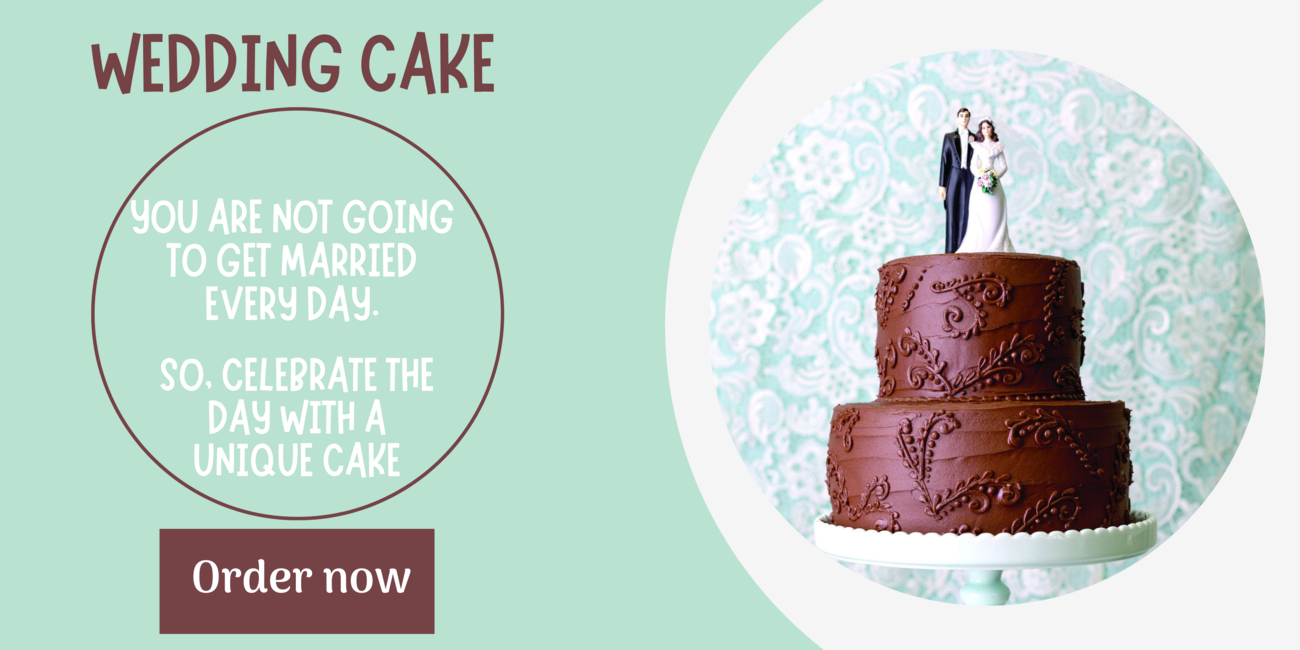 WEDDING CAKE
YOU ARE NOT GOING
TO GET MARRIED
EVERY DAY.
SO, CELEBRATE THE
DAY WITH A
UNIQUE CAKE
Order now